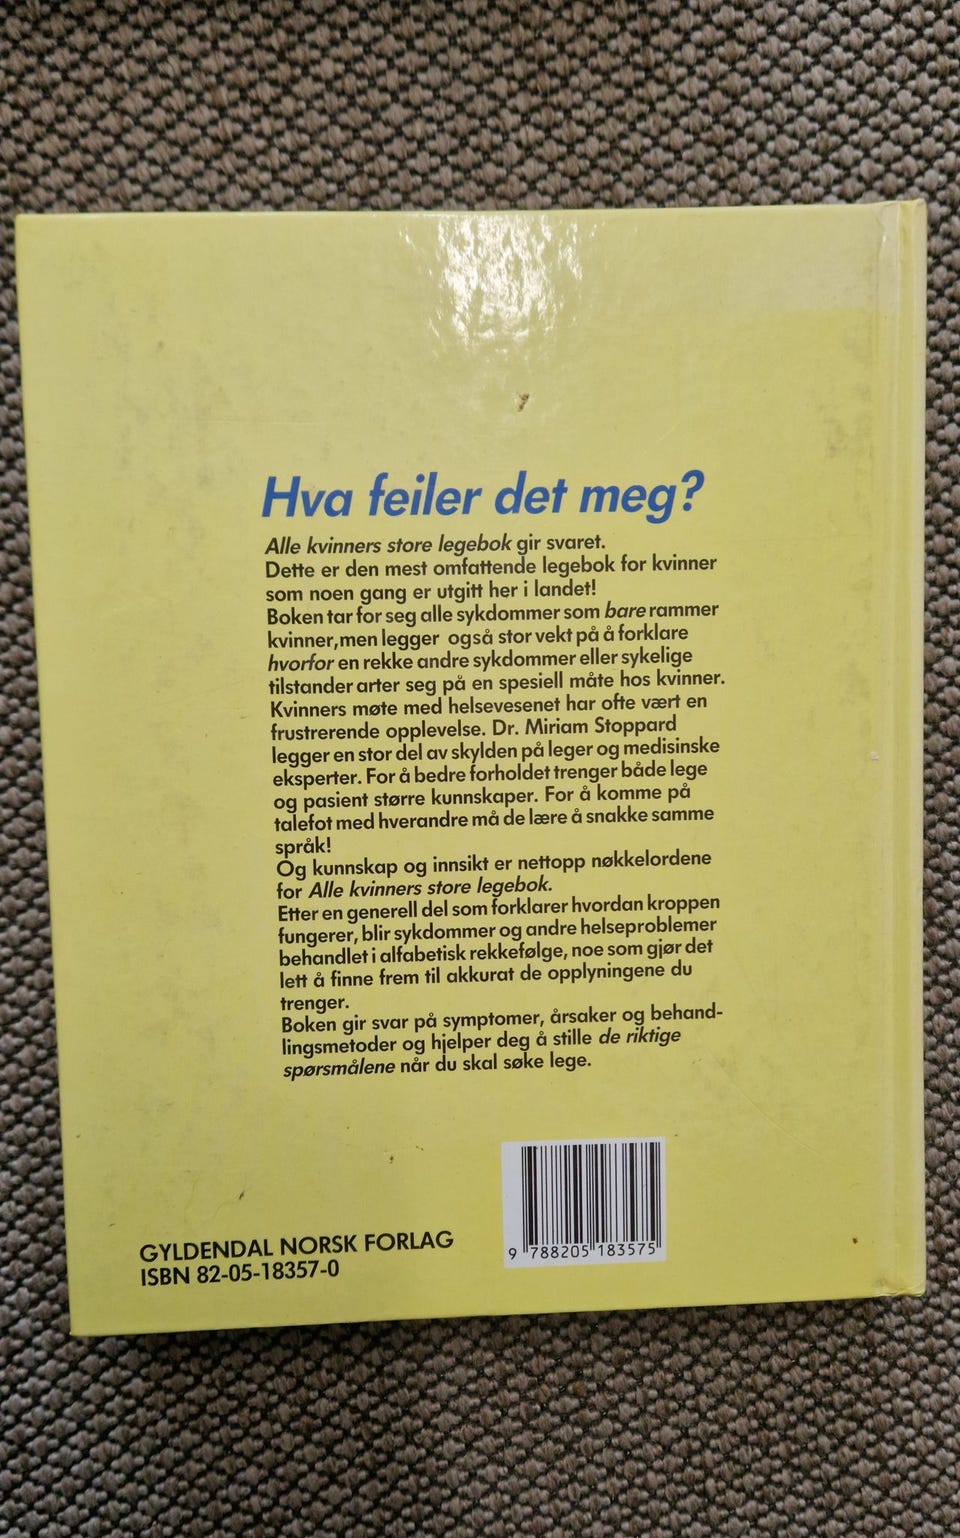 Hva feiler det meg?
Alle kvinners store legebok gir svaret.
Dette er den mest omfattende legebok for kvinner
som noen gang er utgitt her i landet!
Boken tar for seg alle sykdommer som bare rammer
kvinner,men legger også stor vekt på å forklare
hvorfor en rekke andre sykdommer eller sykelige
tilstander arter seg på en spesiell måte hos kvinner.
Kvinners møte med helsevesenet har ofte vært en
frustrerende opplevelse. Dr. Miriam Stoppard
legger en stor del av skylden på leger og medisinske
eksperter. For å bedre forholdet trenger både lege
og pasient større kunnskaper. For å komme på
talefot med hverandre må de lære å snakke samme
språk!
Og kunnskap og innsikt er nettopp nøkkelordene
for Alle kvinners store legebok.
Etter en generell del som forklarer hvordan kroppen
fungerer, blir sykdommer og andre helseproblemer
behandlet i alfabetisk rekkefølge, noe som gjør det
lett å finne frem til akkurat de opplyningene du
trenger.
Boken gir svar på symptomer, årsaker og behand-
lingsmetoder og hjelper deg å stille de riktige
spørsmålene når du skal søke lege.
GYLDENDAL NORSK FORLAG
ISBN 82-05-18357-0
9 788205 183575